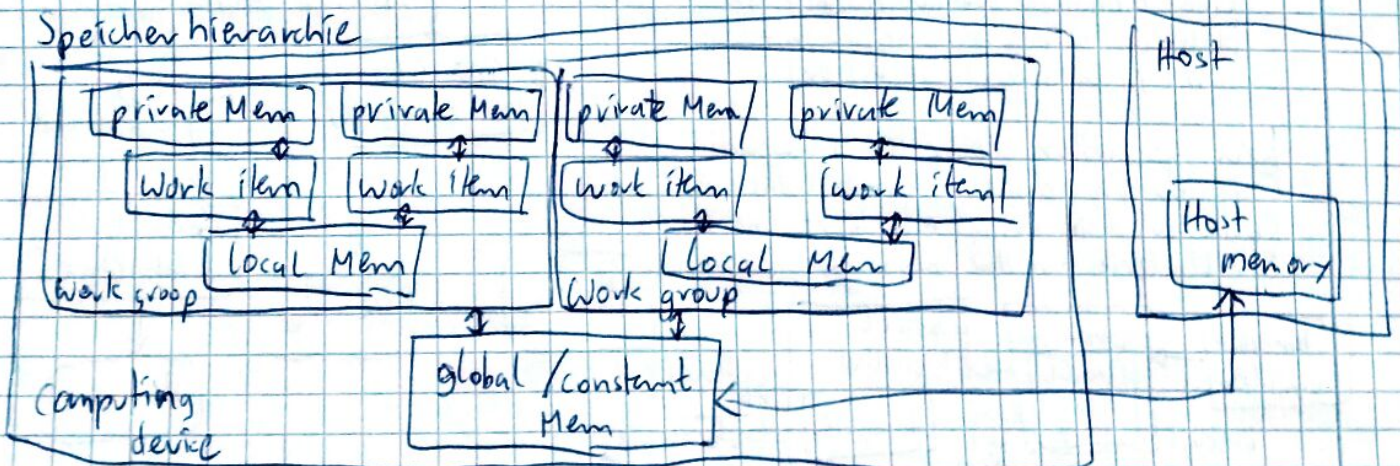 Speicherhierarchie
Host
private Mem
private Mem
private Mem
private Mem
Work item
Work item
Work item
Work item
Local Mem
Local Mem
Work groop
Work group
Host
memory
global /constant
Mem
Computing
device